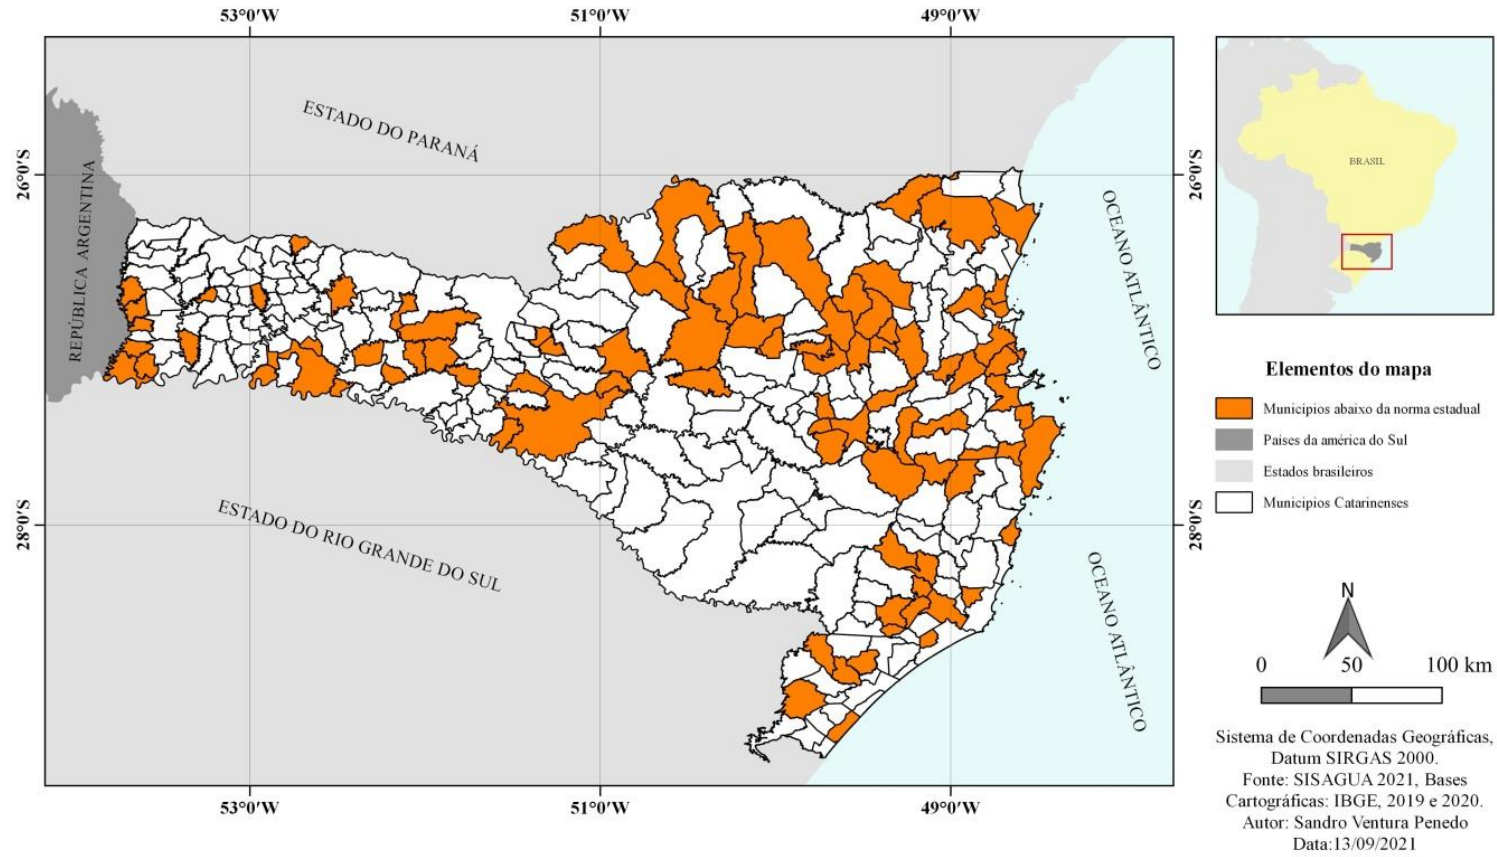 53°0'W 51°0'W 49°0'W
26°0'S
28°0'S
ESTADO DO PARANÁ
REPÚBLICA ARGENTINA
ESTADO DO RIO GRANDE DO SUL
OCEANO ATLÂNTICO
OCEANO ATLÂNTICO
26°0'S
28°0'S
53°0'W 51°0'W 49°0'W
BRASIL
Elementos do mapa
Municipios abaixo da norma estadual
Países da américa do Sul
Estados brasileiros
Municipios Catarinenses
N
0 50 100 km
Sistema de Coordenadas Geográficas,
Datum SIRGAS 2000.
Fonte: SISAGUA 2021, Bases
Cartográficas: IBGE, 2019 e 2020.
Autor: Sandro Ventura Penedo
Data:13/09/2021